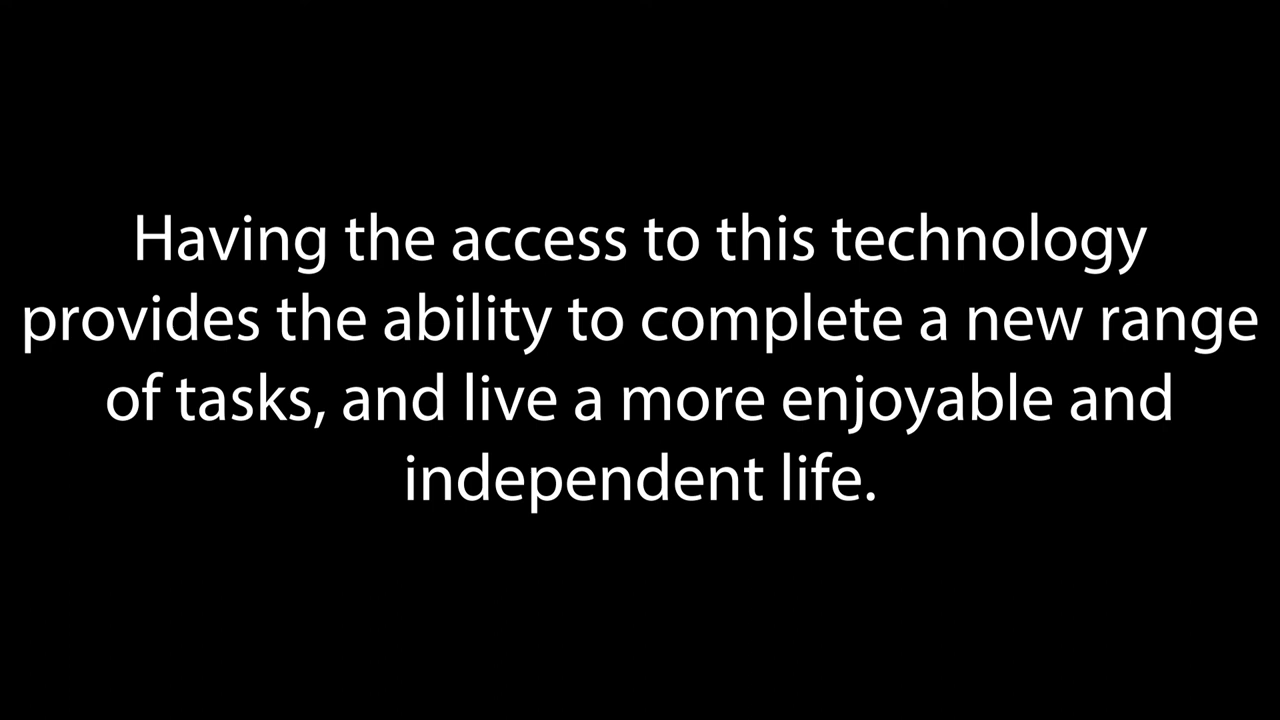 Having the access to this technology
provides the ability to complete a new range
of tasks, and live a more enjoyable and
independent life.